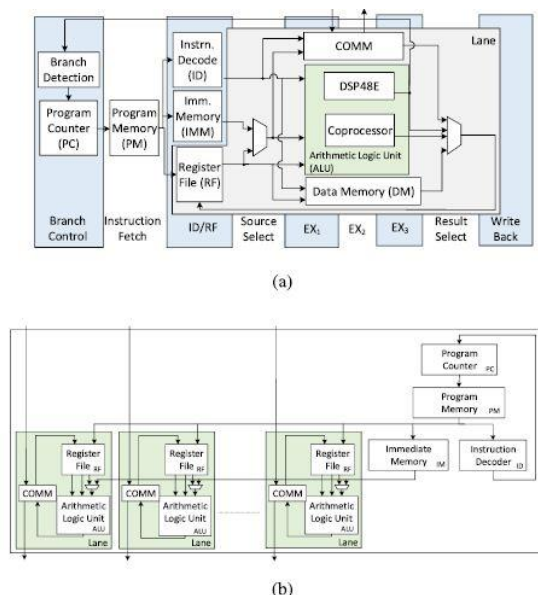 Instrn.
Decode
(ID)
COMM
Lane
Branch
Detection
DSP48E
Program
Counter
(PC)
Program
Memory
(PM)
Imm.
Memory
(IMM)
Coprocessor
Arithmetic Logic Unit
(ALU)
Register
File (RF)
Data Memory (DM)
Branch
Control
Instruction
Fetch
ID/RF
Source
Select
EX1
EX2
EX3
Result
Select
Write
Back
(a)
Program
Counter PC
Program
Memory PM
Register
File RF
Register
File RF
Register
File RF
Immediate
Memory IM
Instruction
Decoder ID
COMM
COMM
COMM
Arithmetic
Logic Unit
ALU
Arithmetic
Logic Unit
ALU
Arithmetic
Logic Unit
ALU
Lane
Lane
Lane
(b)